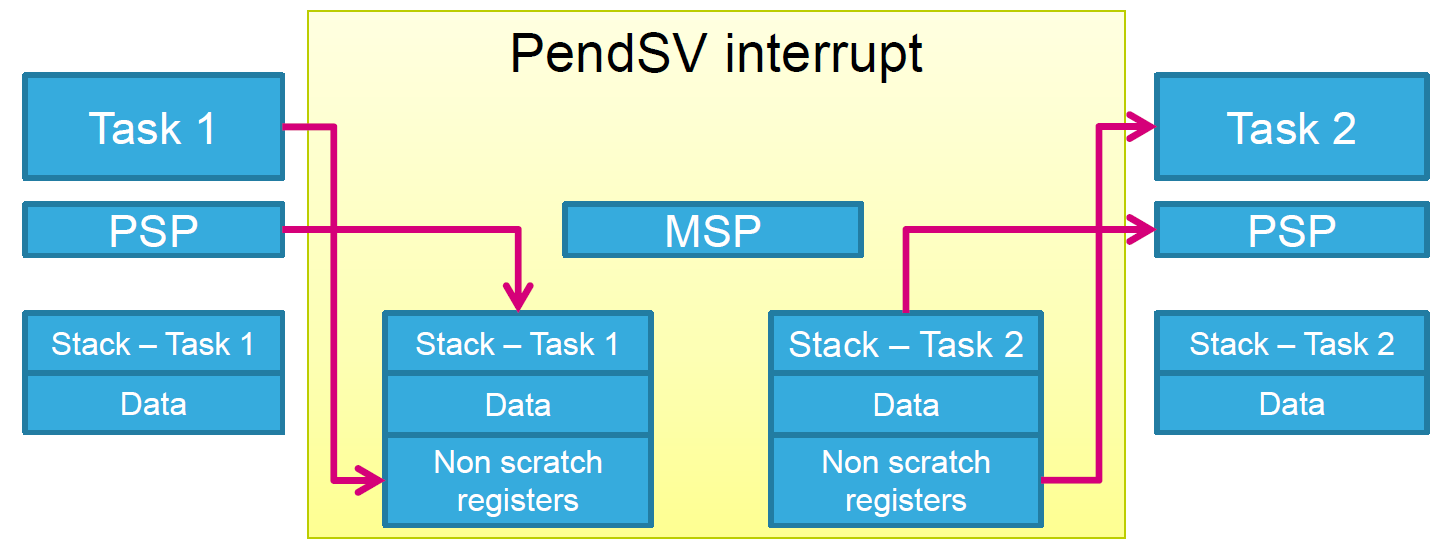 PendSV interrupt
Task 1
Task 2
PSP
MSP
PSP
Stack – Task 1
Data
Stack – Task 1
Data
Non scratch
registers
Stack – Task 2
Data
Non scratch
registers
Stack – Task 2
Data